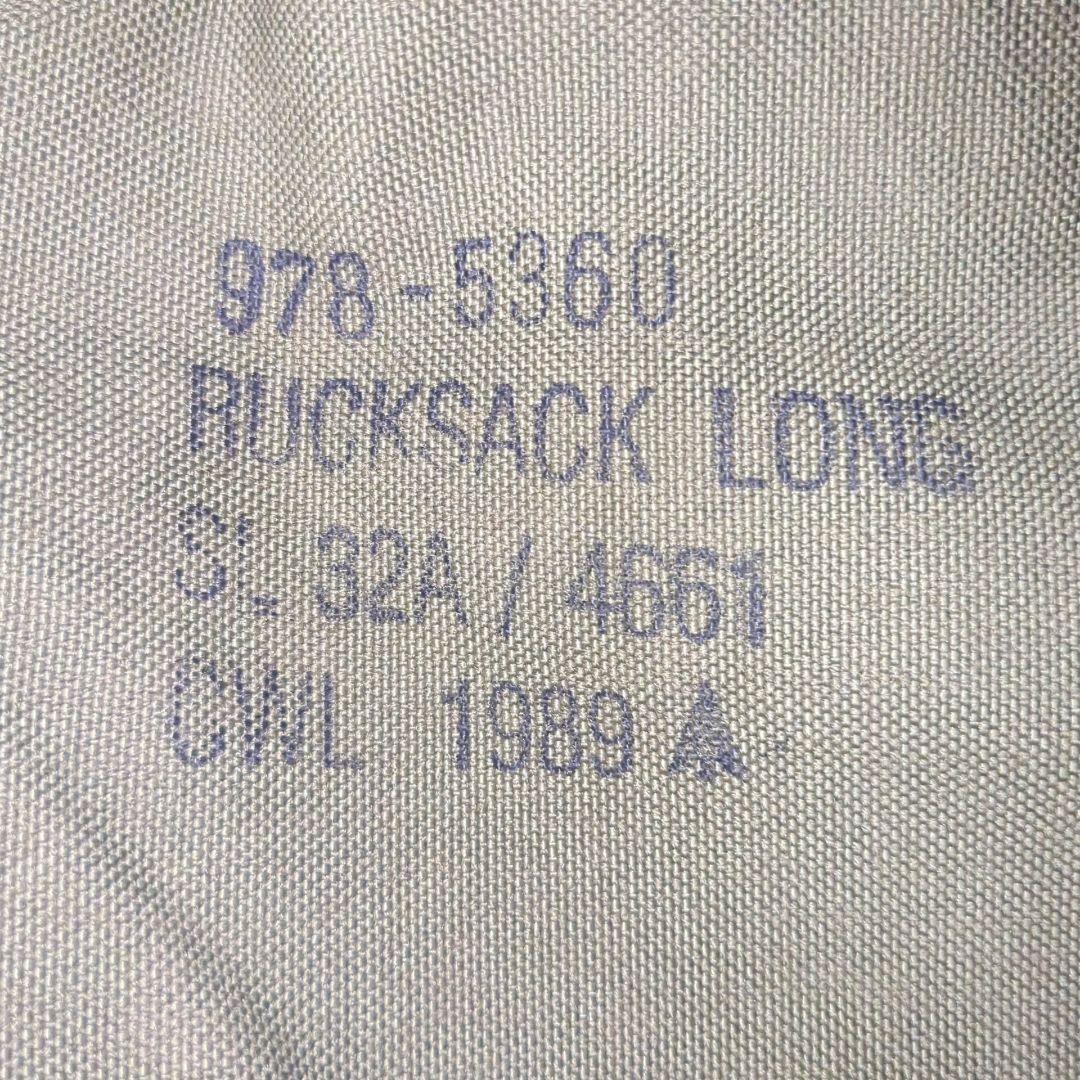 978-5360
RUCKSACK LONG
SL 32A / 4661
CWL 1989